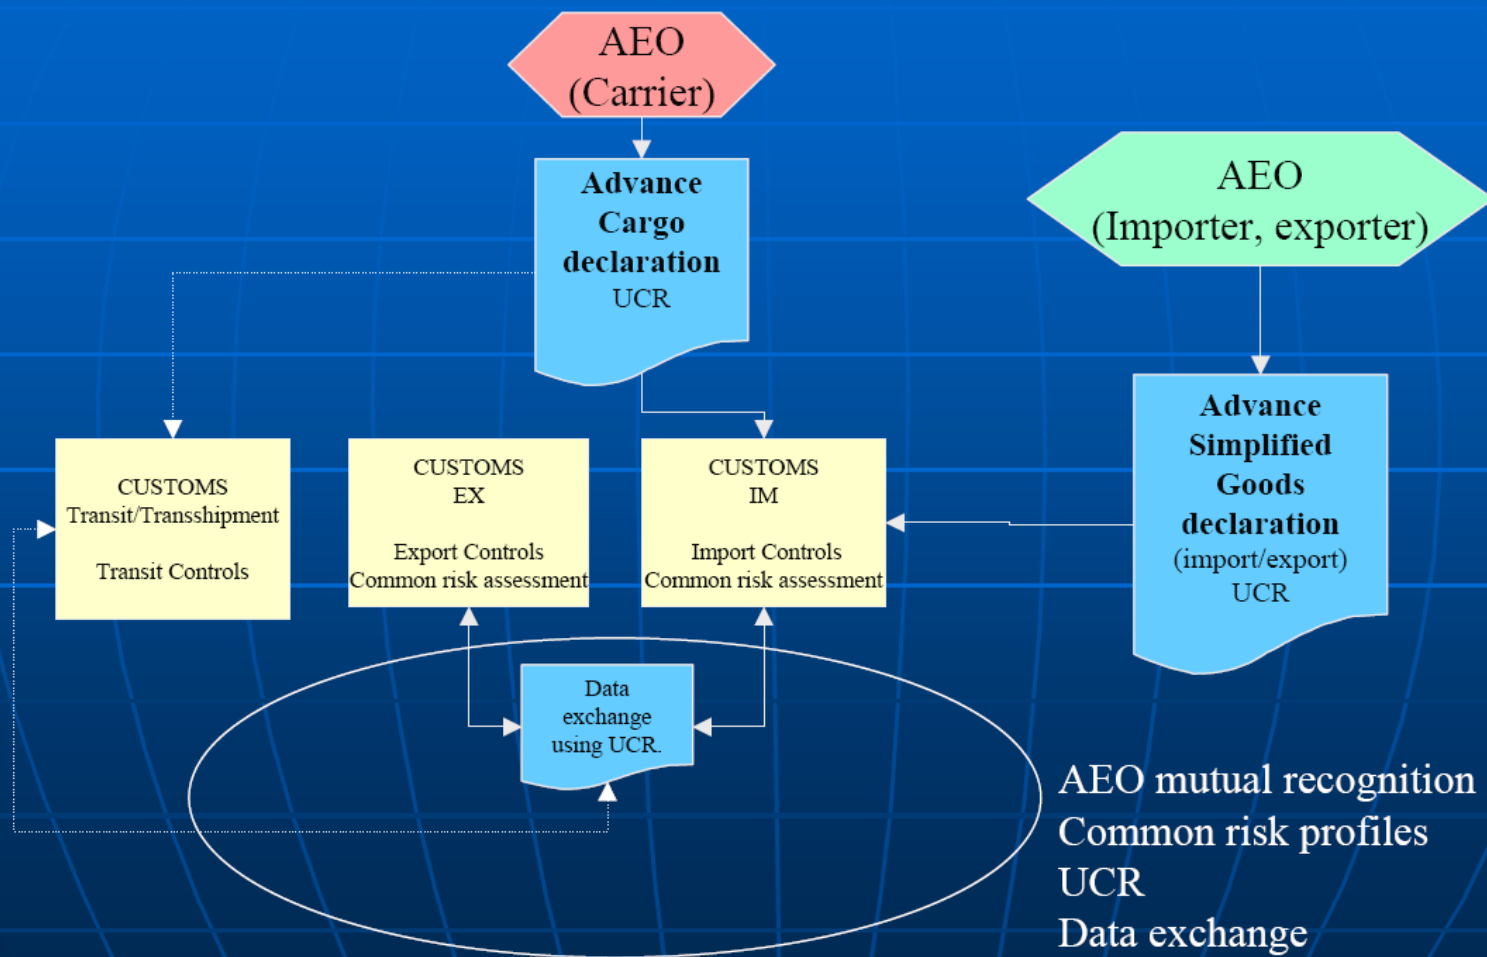 AEO
(Carrier)
Advance
Cargo
declaration
UCR
AEO
(Importer, exporter)
Advance
Simplified
Goods
declaration
(import/export)
UCR
CUSTOMS
Transit/Transshipment
Transit Controls
CUSTOMS
EX
Export Controls
Common risk assessment
CUSTOMS
IM
Import Controls
Common risk assessment
Data
exchange
using UCR.
AEO mutual recognition
Common risk profiles
UCR
Data exchange